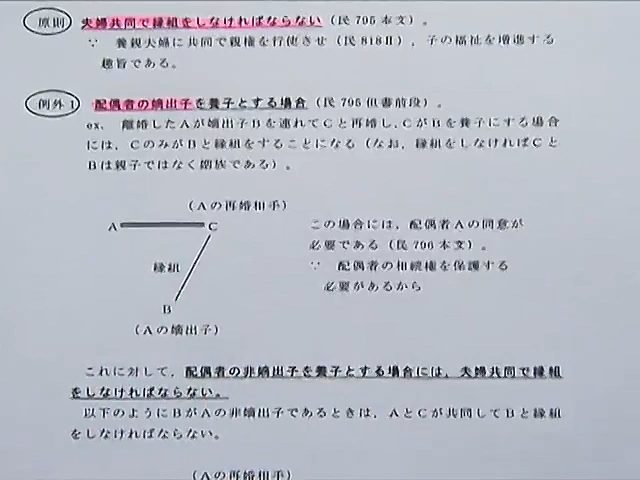 原則 夫婦共同で縁組をしなければならない（民795本文）。
∵ 養親夫婦に共同で親権を行使させ（民818Ⅱ），子の福祉を増進する
趣旨である。
例外1 配偶者の嫡出子を養子とする場合（民795但書前段）。
ex. 離婚したAが嫡出子Bを連れてCと再婚し，CがBを養子にする場合
には，CのみがBと縁組をすることになる（なお，縁組をしなければCと
Bは親子ではなく姻族である）。
（Aの再婚相手）
A C
縁組
B
（Aの嫡出子）
この場合には，配偶者Aの同意が
必要である（民796本文）。
∵ 配偶者の相続権を保護する
必要があるから
これに対して，配偶者の非嫡出子を養子とする場合には，夫婦共同で縁組
をしなければならない。
以下のようにBがAの非嫡出子であるときは，AとCが共同してBと縁組
をしなければならない。
（Aの再婚相手）